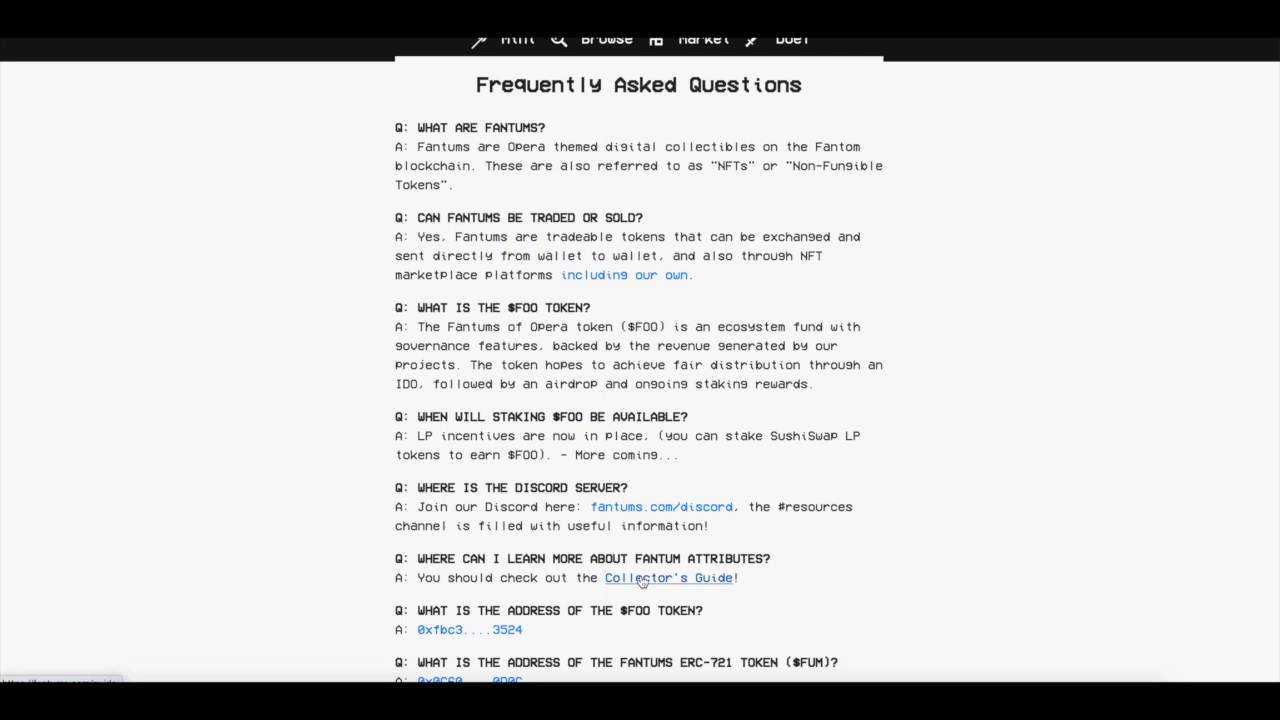 Mint Browse Market Duel
Frequently Asked Questions
Q: WHAT ARE FANTUMS?
A: Fantums are Opera themed digital collectibles on the Fantom
blockchain. These are also referred to as "NFTs" or "Non-Fungible
Tokens".
Q: CAN FANTUMS BE TRADED OR SOLD?
A: Yes, Fantums are tradeable tokens that can be exchanged and
sent directly from wallet to wallet, and also through NFT
marketplace platforms including our own.
Q: WHAT IS THE $FOO TOKEN?
A: The Fantums of Opera token ($FOO) is an ecosystem fund with
governance features, backed by the revenue generated by our
projects. The token hopes to achieve fair distribution through an
IDO, followed by an airdrop and ongoing staking rewards.
Q: WHEN WILL STAKING $FOO BE AVAILABLE?
A: LP incentives are now in place, (you can stake SushiSwap LP
tokens to earn $FOO). - More coming...
Q: WHERE IS THE DISCORD SERVER?
A: Join our Discord here: fantums.com/discord, the #resources
channel is filled with useful information!
Q: WHERE CAN I LEARN MORE ABOUT FANTUM ATTRIBUTES?
A: You should check out the Collector's Guide!
Q: WHAT IS THE ADDRESS OF THE $FOO TOKEN?
A: 0xfbc3....3524
Q: WHAT IS THE ADDRESS OF THE FANTUMS ERC-721 TOKEN ($FUM)?
A: